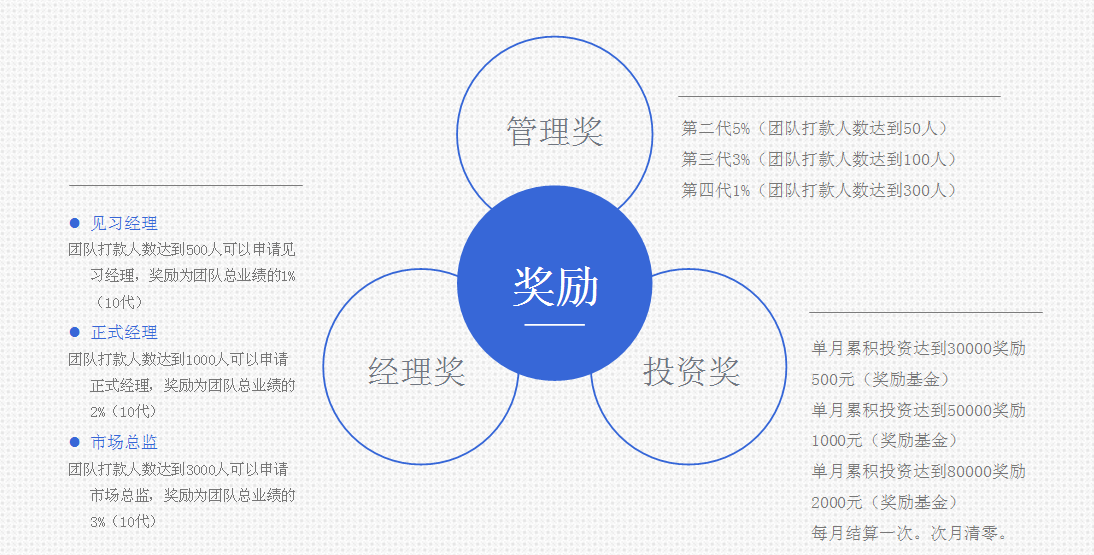 管理奖
第二代5%（团队打款人数达到50人）
第三代3%（团队打款人数达到100人）
第四代1%（团队打款人数达到300人）
奖励
经理奖
投资奖
● 见习经理
团队打款人数达到500人可以申请见
习经理，奖励为团队总业绩的1%
（10代）
● 正式经理
团队打款人数达到1000人可以申请
正式经理，奖励为团队总业绩的
2%（10代）
● 市场总监
团队打款人数达到3000人可以申请
市场总监，奖励为团队总业绩的
3%（10代）
单月累积投资达到30000奖励
500元（奖励基金）
单月累积投资达到50000奖励
1000元（奖励基金）
单月累积投资达到80000奖励
2000元（奖励基金）
每月结算一次。次月清零。